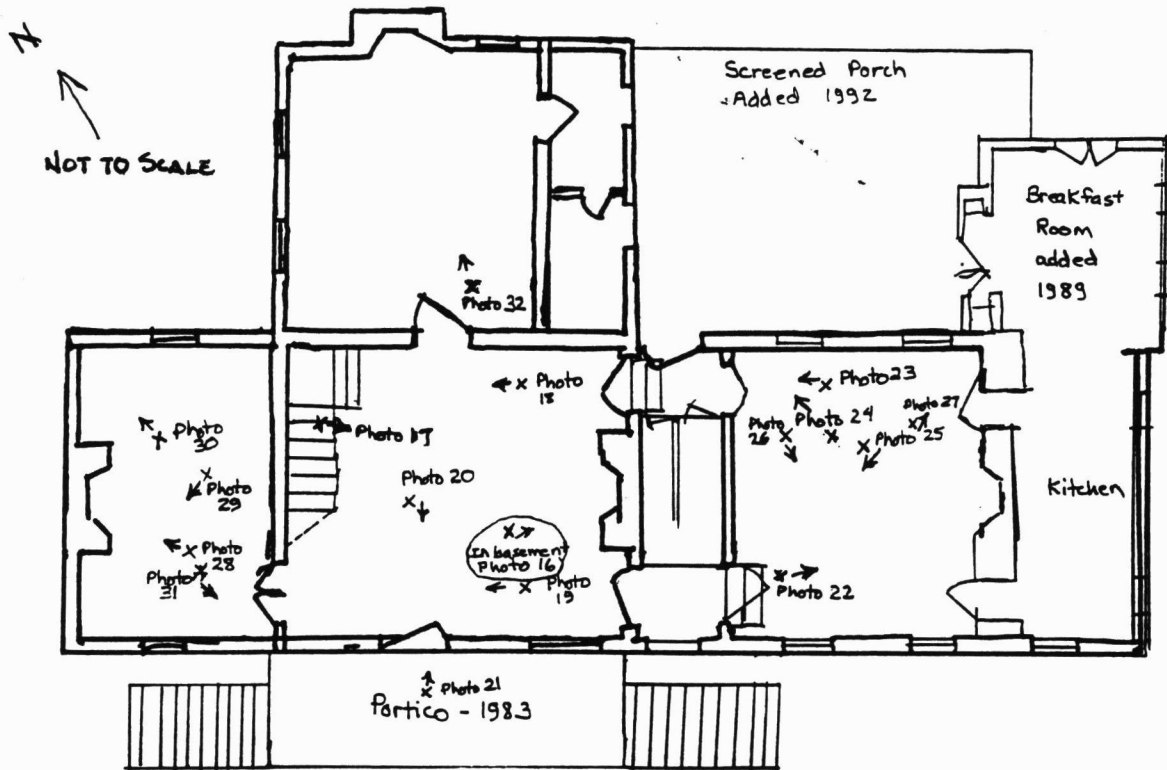 N
NOT TO SCALE
Screened Porch
Added 1992
Breakfast
Room
added
1989
Photo 32
Photo
18
Photo 23
Photo 24
Photo 27
Photo
26
Photo
25
Photo
30
Photo 17
Photo 20
Photo
29
Kitchen
In basement
Photo 16
Photo
28
Photo
31
Photo
19
Photo 22
Photo 21
Portico - 1983